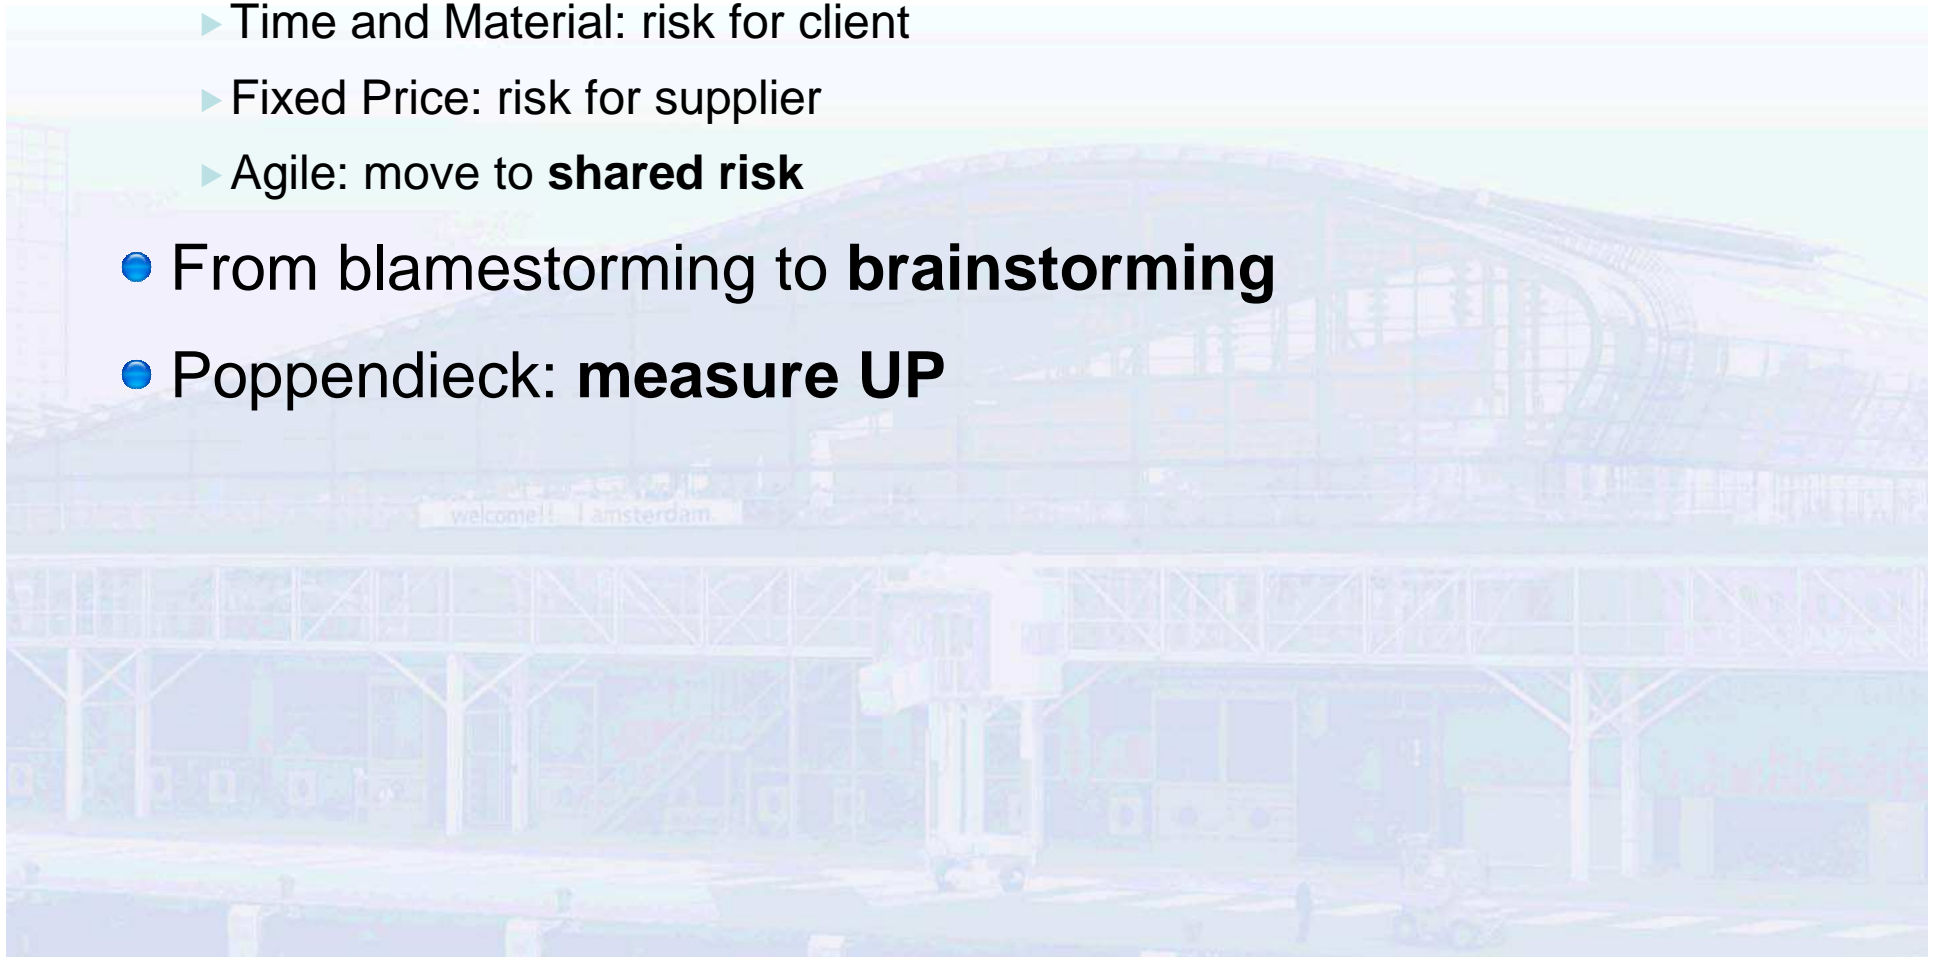 Time and Material: risk for client
Fixed Price: risk for supplier
Agile: move to shared risk
From blamestorming to brainstorming
Poppendieck: measure UP
welcome!! I amsterdam.